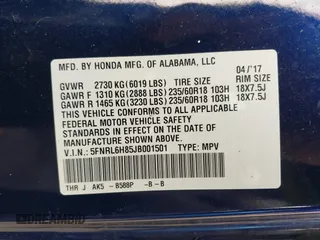 MFD. BY HONDA MFG. OF ALABAMA, LLC
04/'17
GVWR 2730 KG(6019 LBS) RIM SIZE
GAWR F 1310 KG(2888 LBS) 235/60R18 103H 18X7.5J
GAWR R 1465 KG(3230 LBS) 235/60R18 103H 18X7.5J
THIS VEHICLE CONFORMS TO ALL APPLICABLE
FEDERAL MOTOR VEHICLE SAFETY
STANDARDS IN EFFECT ON THE DATE OF
MANUFACTURE SHOWN ABOVE.
V.I.N.: 5FNRL6H85JB001501 TYPE: MPV
THR J AK5 - B588P -B-B